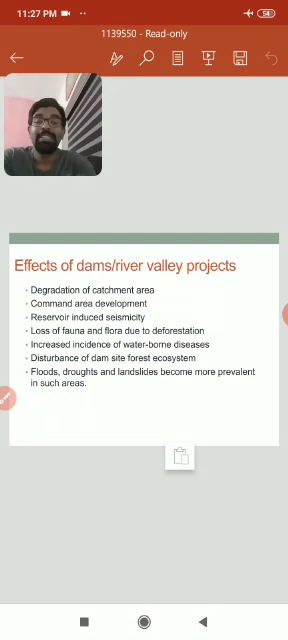 11:27 PM
54
1139550 - Read-only
Effects of dams/river valley projects
• Degradation of catchment area
• Command area development
• Reservoir induced seismicity
• Loss of fauna and flora due to deforestation
• Increased incidence of water-borne diseases
• Disturbance of dam site forest ecosystem
• Floods, droughts and landslides become more prevalent
in such areas.